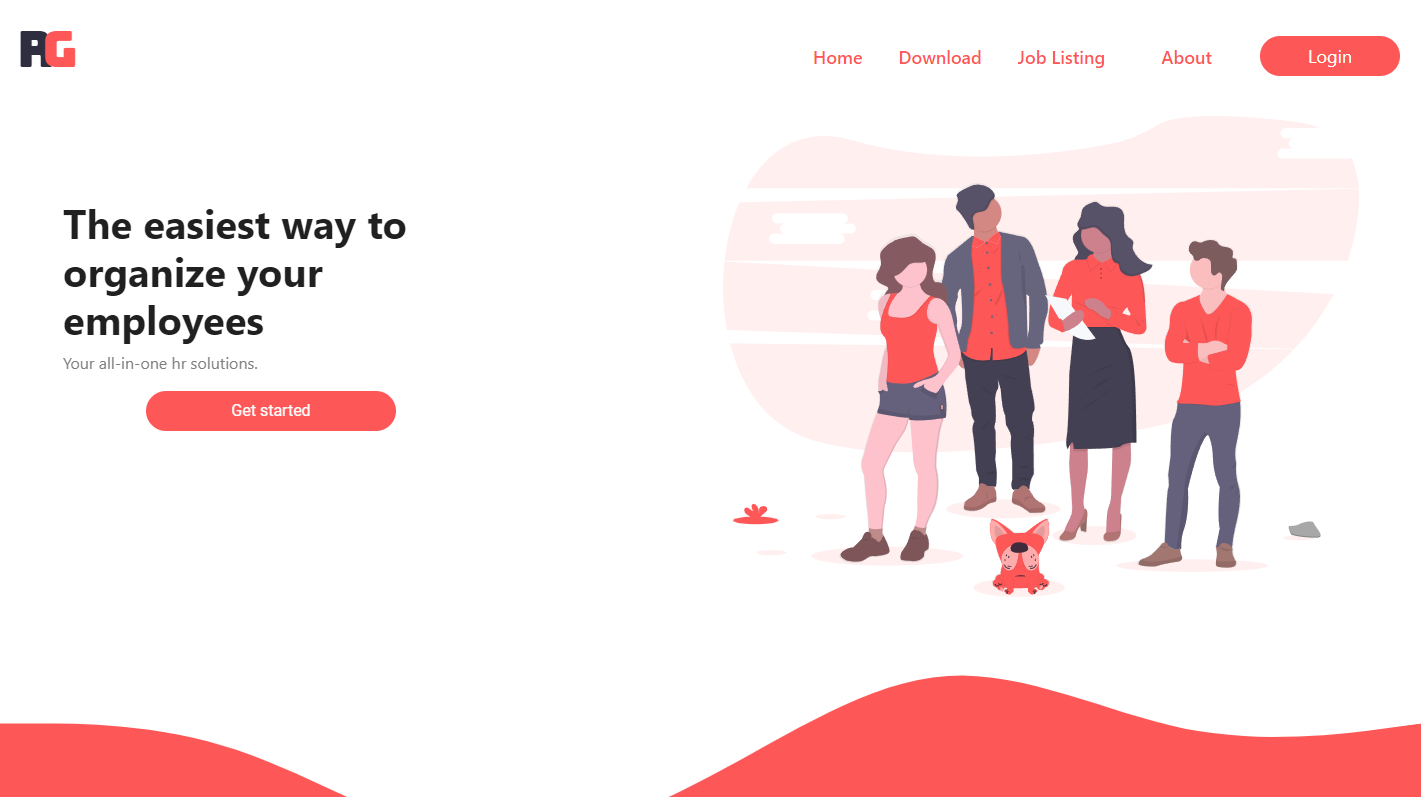 RG
Home Download Job Listing About Login
The easiest way to
organize your
employees
Your all-in-one hr solutions.
Get started